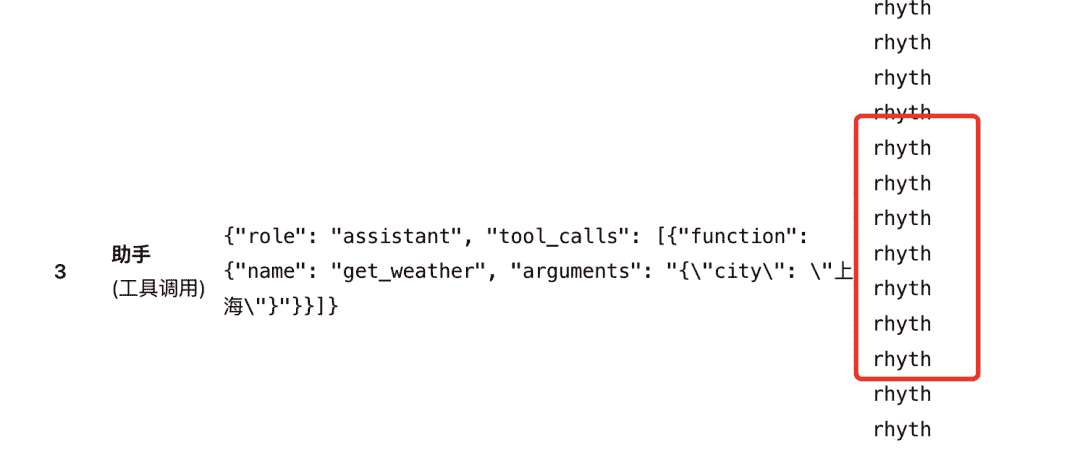 rhyth
rhyth
rhyth
rhyth
rhyth
rhyth
rhyth
rhyth
rhyth
rhyth
rhyth
rhyth
rhyth
3
助手
(工具调用)
{"role": "assistant", "tool_calls": [{"function":
{"name": "get_weather", "arguments": "{\"city\": \"上
海\"}"}}]}